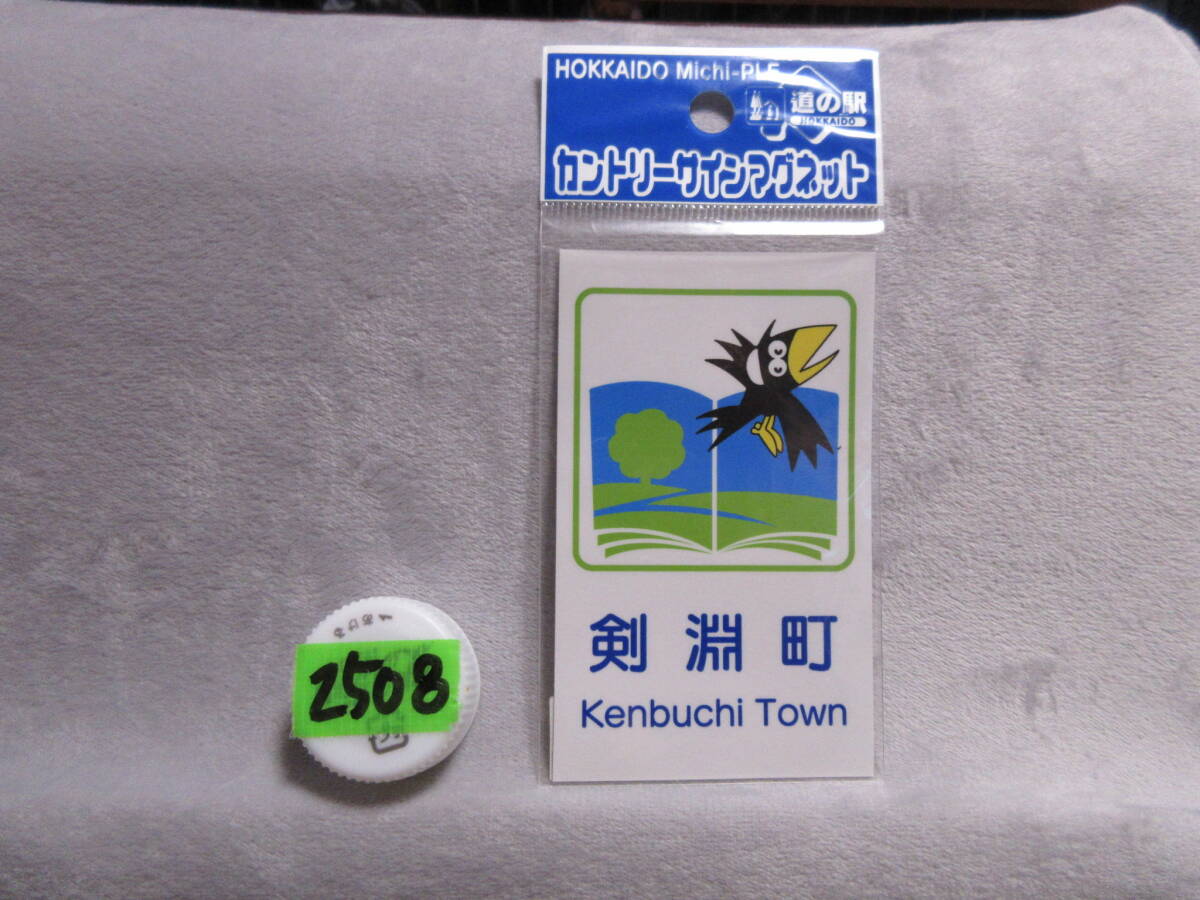 HOKKAIDO Michi-
道の駅
HOKKAIDO
カントリーサインマグネット
剣淵町
Kenbuchi Town
2508